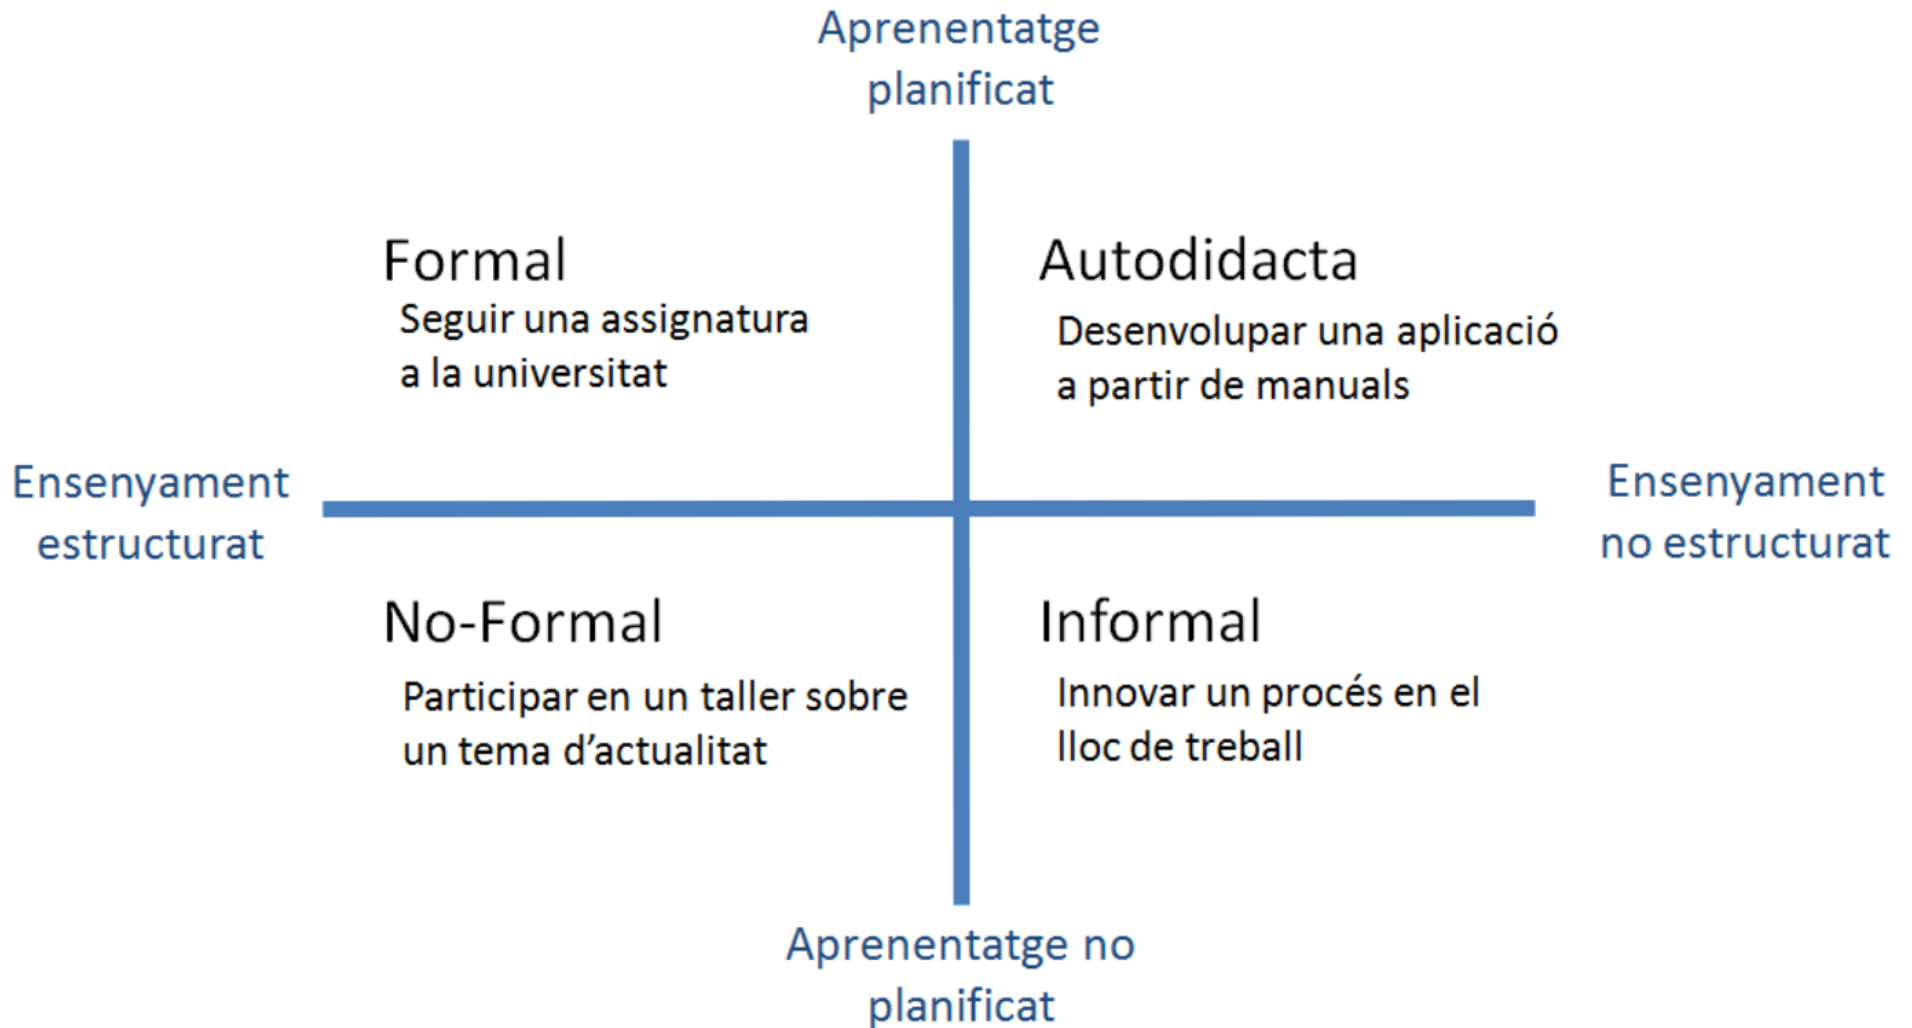 Aprenentatge
planificat
Formal
Seguir una assignatura
a la universitat
Autodidacta
Desenvolupar una aplicació
a partir de manuals
Ensenyament
estructurat
Ensenyament
no estructurat
No-Formal
Participar en un taller sobre
un tema d’actualitat
Informal
Innovar un procés en el
lloc de treball
Aprenentatge no
planificat